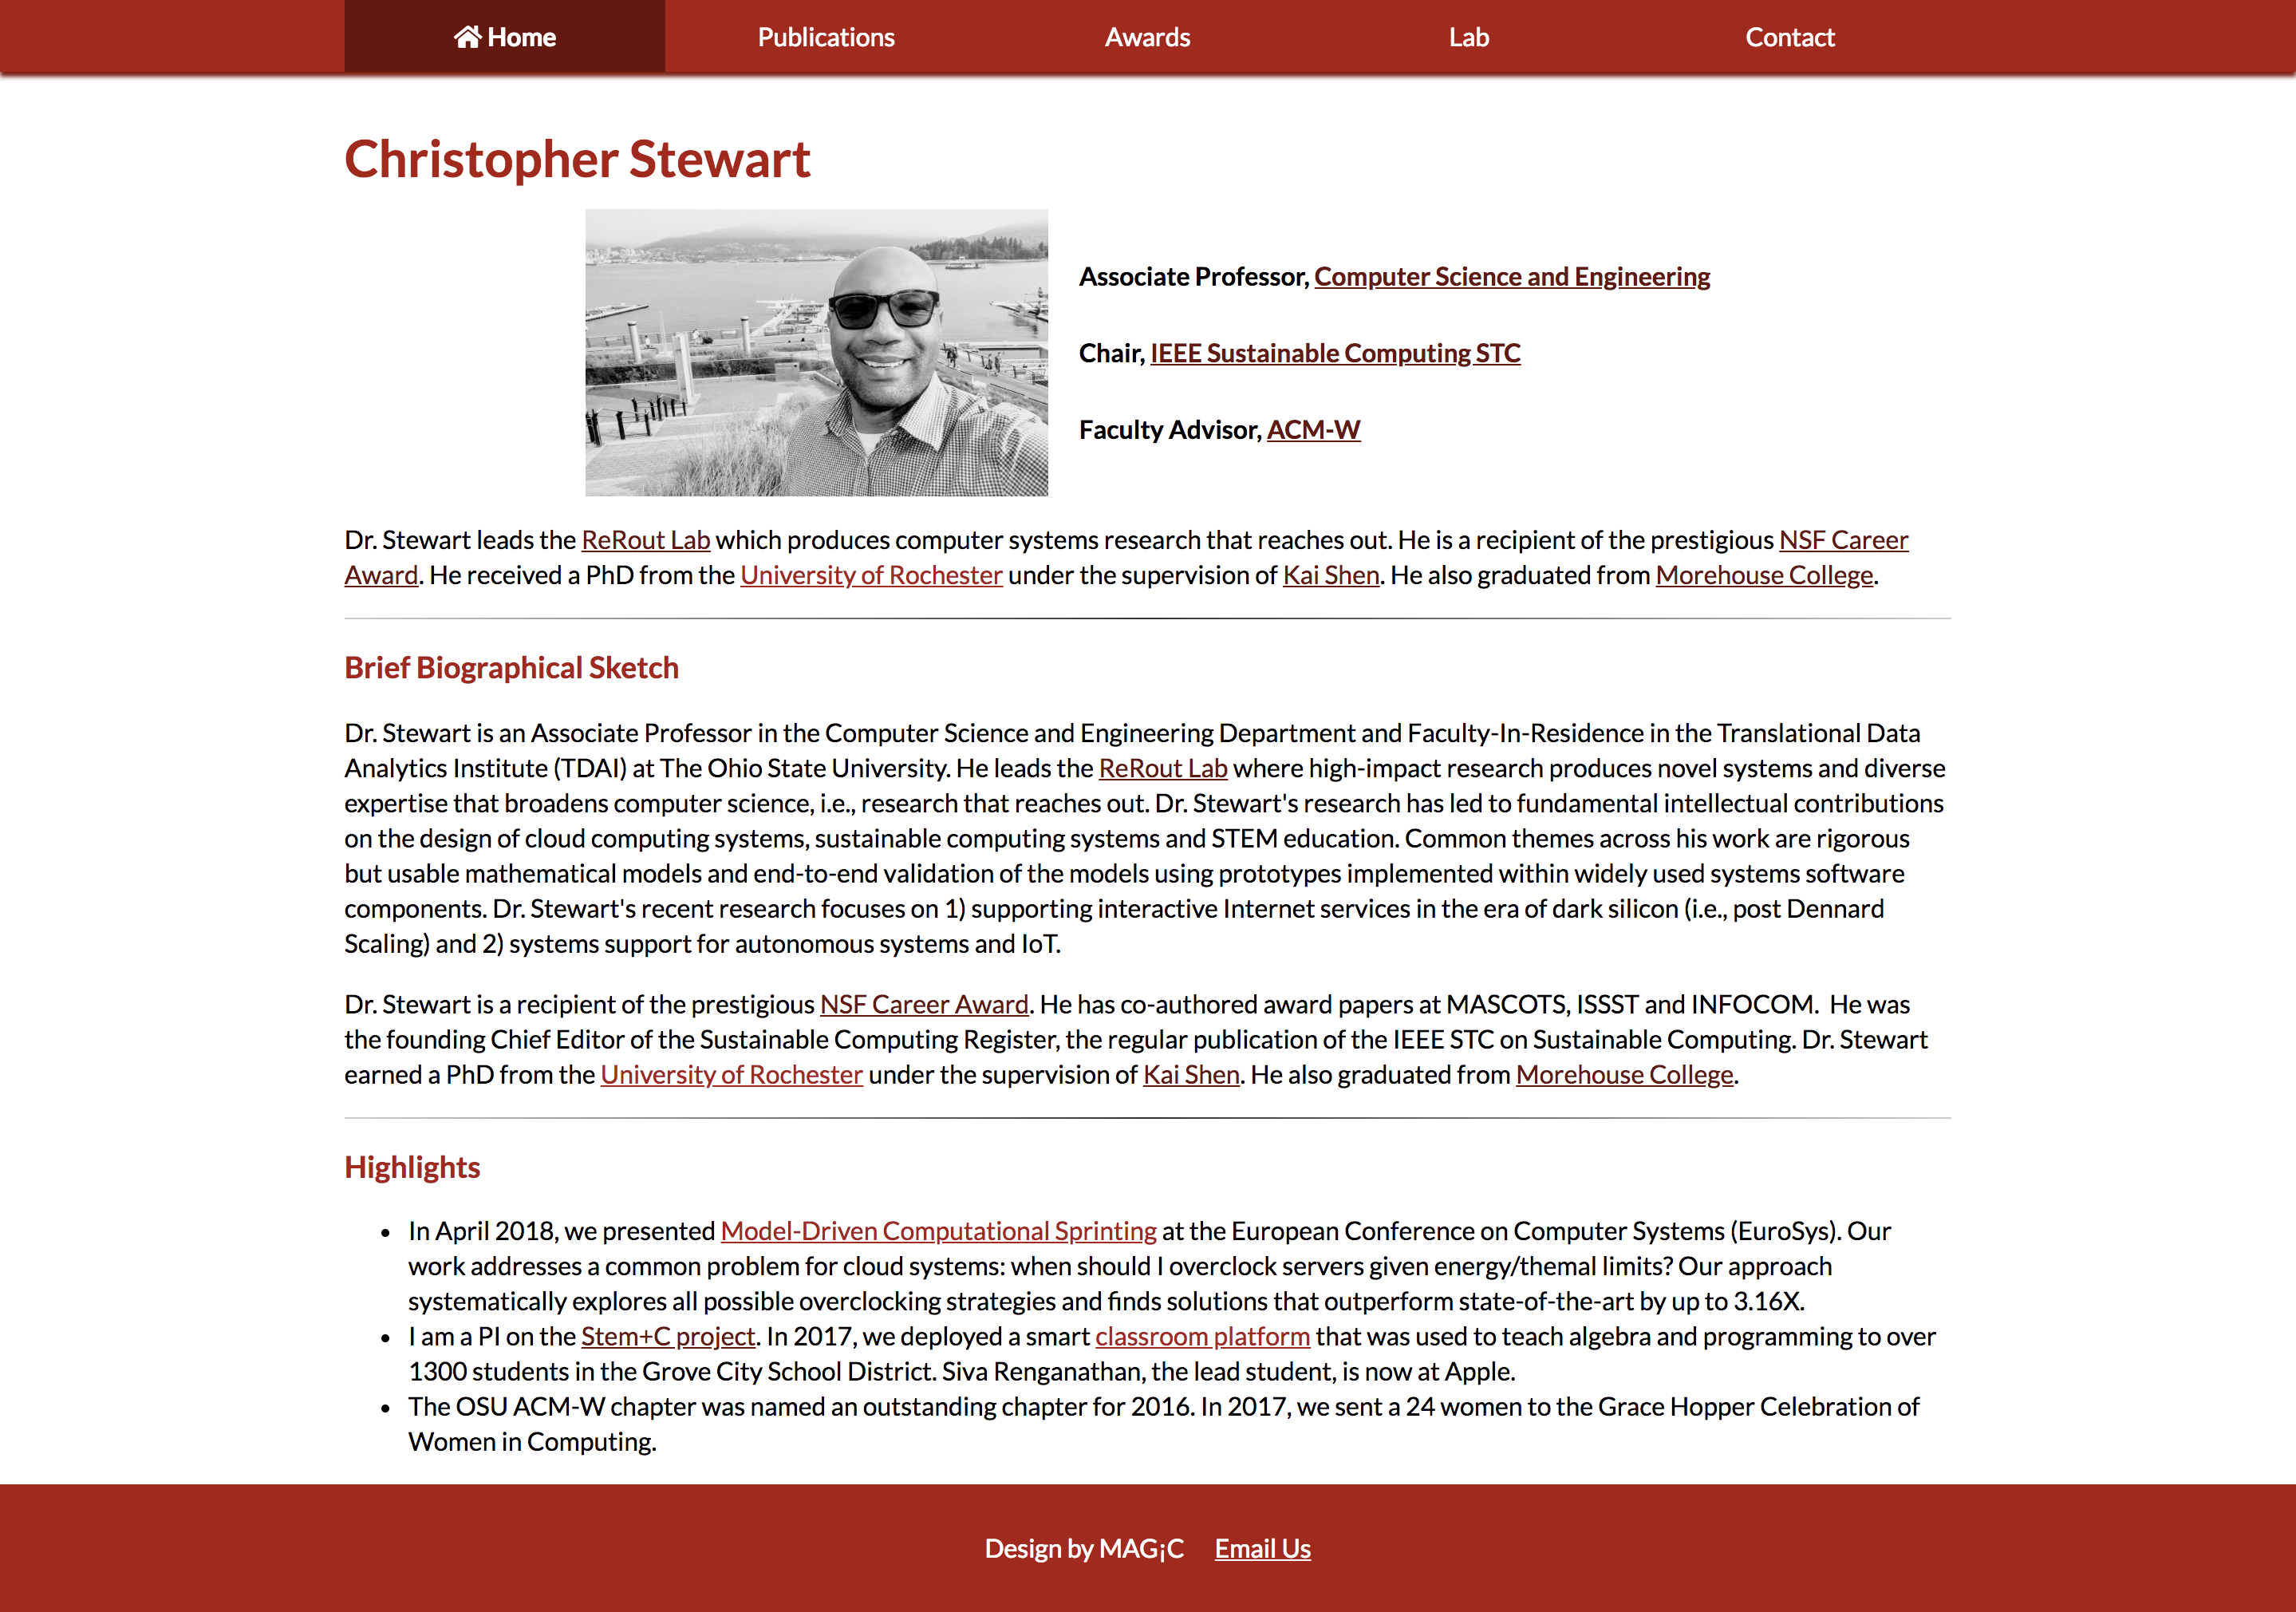 Home Publications Awards Lab Contact
Christopher Stewart
Associate Professor, Computer Science and Engineering
Chair, IEEE Sustainable Computing STC
Faculty Advisor, ACM-W
Dr. Stewart leads the ReRout Lab which produces computer systems research that reaches out. He is a recipient of the prestigious NSF Career
Award. He received a PhD from the University of Rochester under the supervision of Kai Shen. He also graduated from Morehouse College.
Brief Biographical Sketch
Dr. Stewart is an Associate Professor in the Computer Science and Engineering Department and Faculty-In-Residence in the Translational Data
Analytics Institute (TDAI) at The Ohio State University. He leads the ReRout Lab where high-impact research produces novel systems and diverse
expertise that broadens computer science, i.e., research that reaches out. Dr. Stewart's research has led to fundamental intellectual contributions
on the design of cloud computing systems, sustainable computing systems and STEM education. Common themes across his work are rigorous
but usable mathematical models and end-to-end validation of the models using prototypes implemented within widely used systems software
components. Dr. Stewart's recent research focuses on 1) supporting interactive Internet services in the era of dark silicon (i.e., post Dennard
Scaling) and 2) systems support for autonomous systems and IoT.
Dr. Stewart is a recipient of the prestigious NSF Career Award. He has co-authored award papers at MASCOTS, ISSST and INFOCOM. He was
the founding Chief Editor of the Sustainable Computing Register, the regular publication of the IEEE STC on Sustainable Computing. Dr. Stewart
earned a PhD from the University of Rochester under the supervision of Kai Shen. He also graduated from Morehouse College.
Highlights
• In April 2018, we presented Model-Driven Computational Sprinting at the European Conference on Computer Systems (EuroSys). Our
work addresses a common problem for cloud systems: when should I overclock servers given energy/themal limits? Our approach
systematically explores all possible overclocking strategies and finds solutions that outperform state-of-the-art by up to 3.16X.
• I am a PI on the Stem+C project. In 2017, we deployed a smart classroom platform that was used to teach algebra and programming to over
1300 students in the Grove City School District. Siva Renganathan, the lead student, is now at Apple.
• The OSU ACM-W chapter was named an outstanding chapter for 2016. In 2017, we sent a 24 women to the Grace Hopper Celebration of
Women in Computing.
Design by MAG¡C Email Us